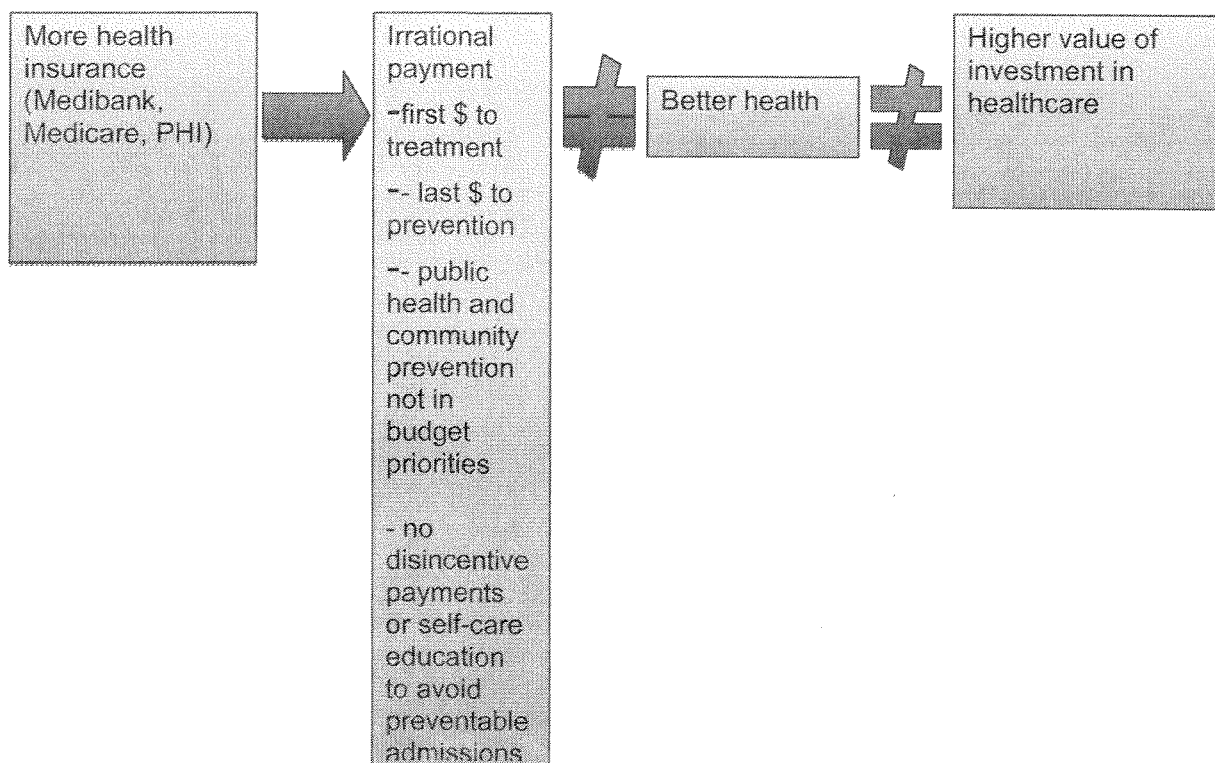 More health
insurance
(Medibank,
Medicare, PHI)
Irrational
payment
-first $ to
treatment
-- last $ to
prevention
-- public
health and
community
prevention
not in
budget
priorities
- no
disincentive
payments
or self-care
education
to avoid
preventable
admissions
≠
Better health
≠
Higher value of
investment in
healthcare